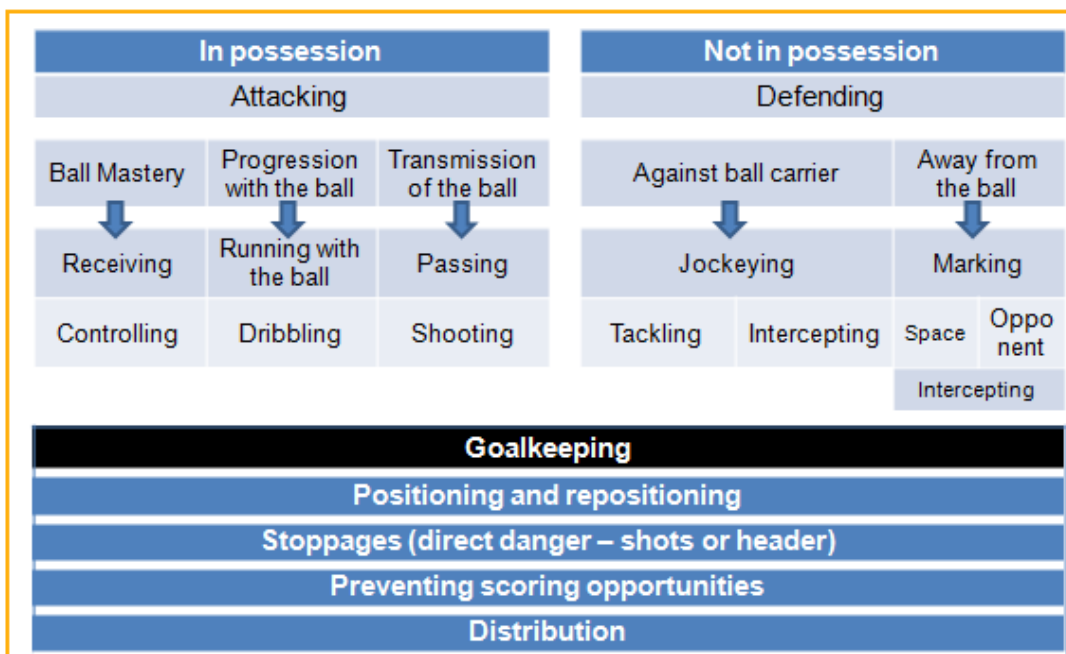 In possession
Not in possession
Attacking
Defending
Ball Mastery
Progression
with the ball
Transmission
of the ball
Against ball carrier
Away from
the ball
Receiving
Running with
the ball
Passing
Jockeying
Marking
Controlling
Dribbling
Shooting
Tackling
Intercepting
Space
Oppo
nent
Intercepting
Goalkeeping
Positioning and repositioning
Stoppages (direct danger – shots or header)
Preventing scoring opportunities
Distribution